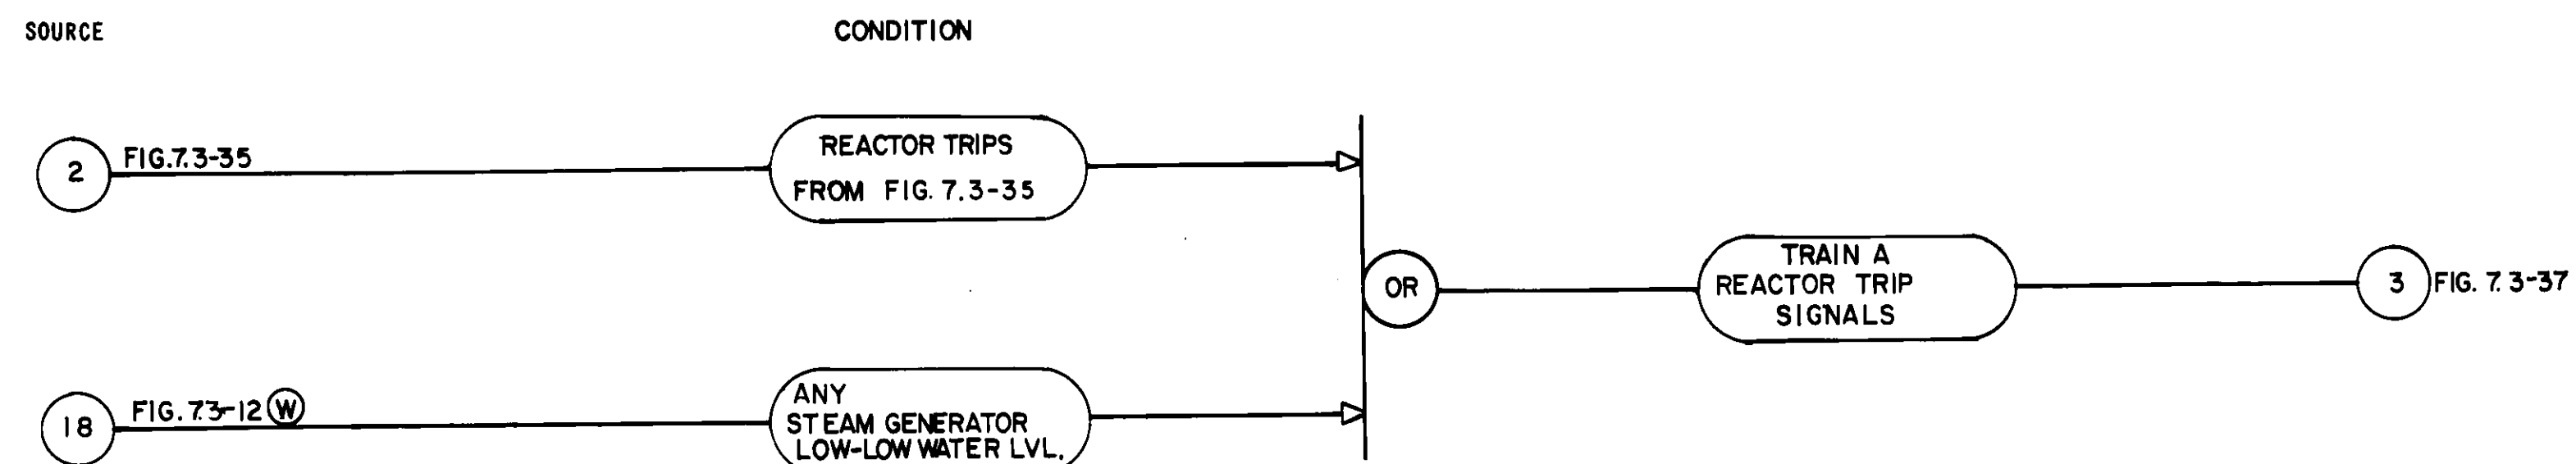 SOURCE
CONDITION
2
FIG.7.3-35
REACTOR TRIPS
FROM FIG. 7.3-35
OR
TRAIN A
REACTOR TRIP
SIGNALS
3
FIG. 7.3-37
18
FIG.7.3-12 W
ANY
STEAM GENERATOR
LOW-LOW WATER LVL.